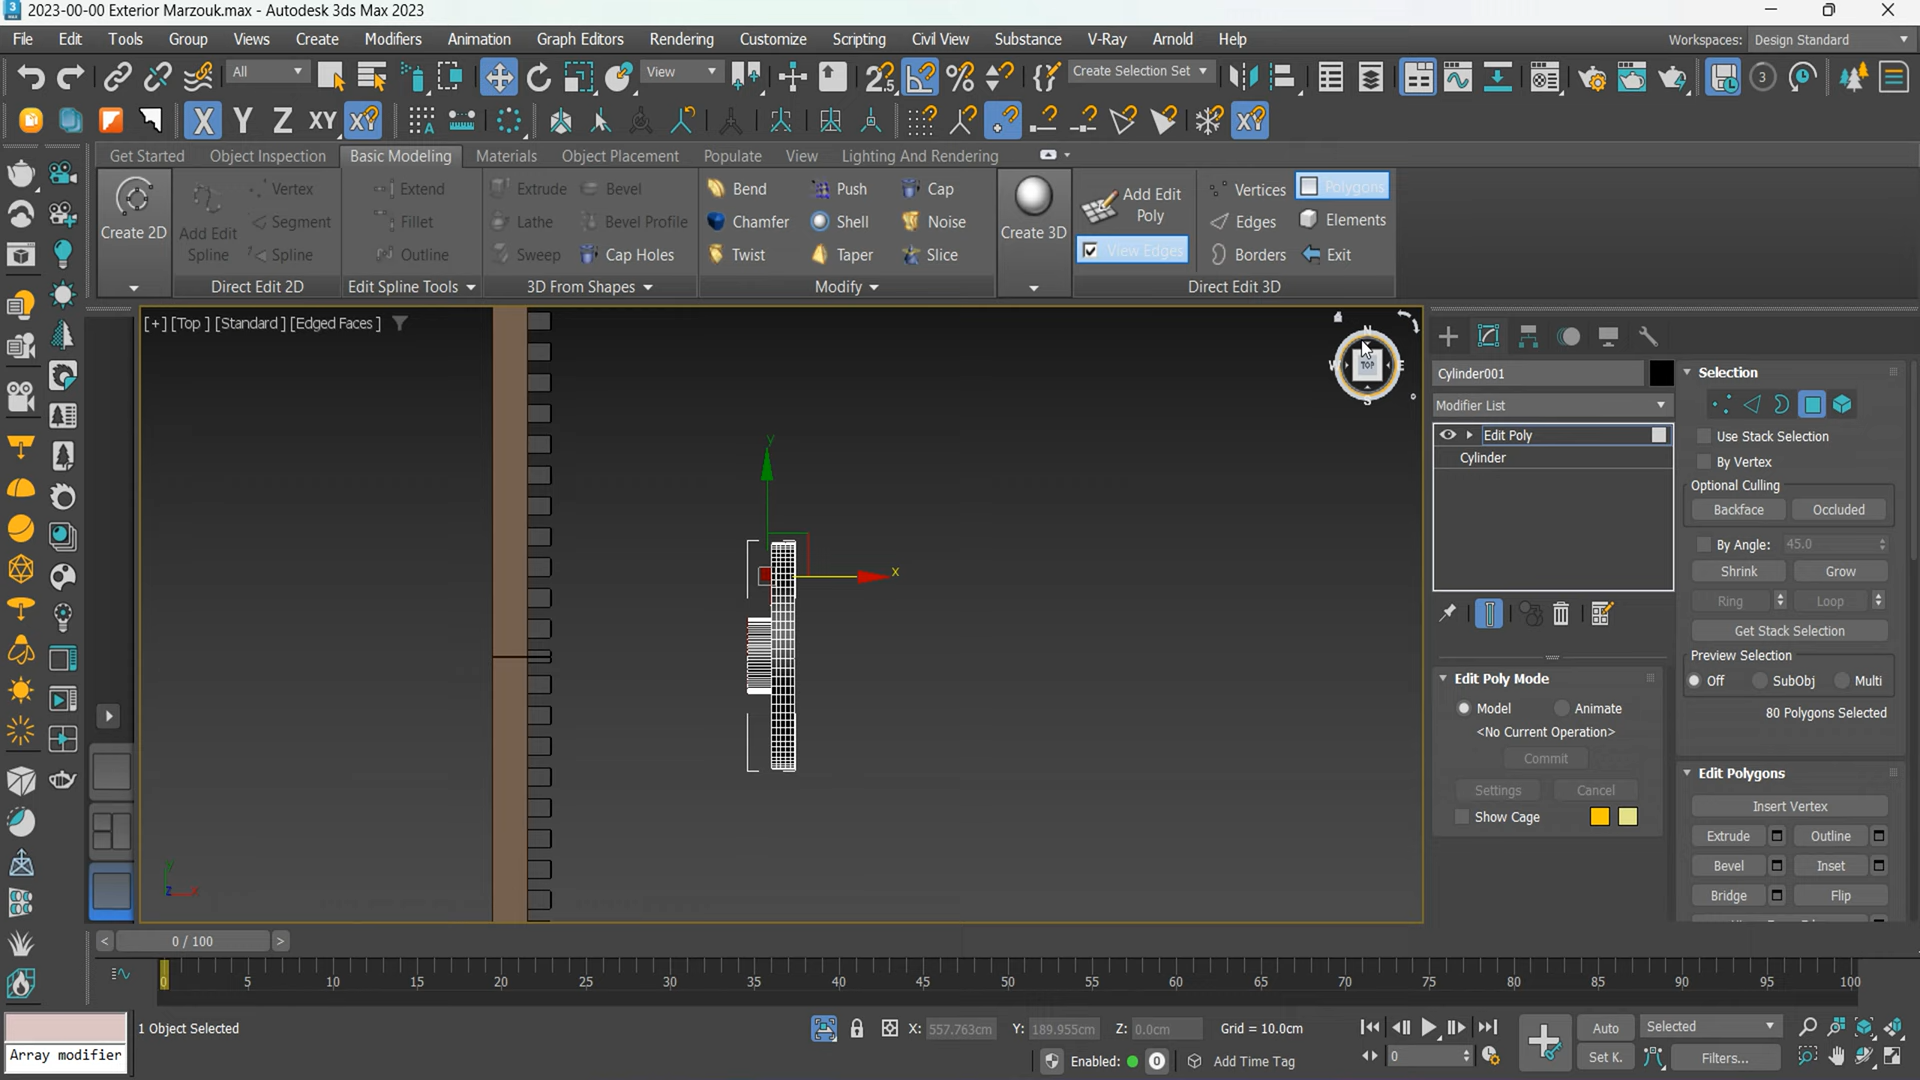 2023-00-00 Exterior Marzouk.max - Autodesk 3ds Max 2023
File Edit Tools Group Views Create Modifiers Animation Graph Editors Rendering Customize Scripting Civil View Substance V-Ray Arnold Help Workspaces: Design Standard
All View Create Selection Set 3
X Y Z XY XY
Get Started Object Inspection Basic Modeling Materials Object Placement Populate View Lighting And Rendering
Create 2D
Add Edit Spline
Vertex
Segment
Spline
Direct Edit 2D
Extend
Fillet
Outline
Edit Spline Tools
Extrude Bevel
Lathe Bevel Profile
Sweep Cap Holes
3D From Shapes
Bend Push Cap
Chamfer Shell Noise
Twist Taper Slice
Modify
Create 3D
Add Edit Poly
View Edges
Vertices Polygons
Edges Elements
Borders Exit
Direct Edit 3D
[+] [Top ] [Standard ] [Edged Faces ]
N
W TOP E
S
y
x
y
z x
Cylinder001
Modifier List
Edit Poly
Cylinder
Edit Poly Mode
Model Animate
<No Current Operation>
Commit
Settings Cancel
Show Cage
Selection
Use Stack Selection
By Vertex
Optional Culling
Backface Occluded
By Angle: 45.0
Shrink Grow
Ring Loop
Get Stack Selection
Preview Selection
Off SubObj Multi
80 Polygons Selected
Edit Polygons
Insert Vertex
Extrude Outline
Bevel Inset
Bridge Flip
< 0 / 100 >
0 5 10 15 20 25 30 35 40 45 50 55 60 65 70 75 80 85 90 95 100
1 Object Selected X: 557.763cm Y: 189.955cm Z: 0.0cm Grid = 10.0cm Auto Selected
Array modifier Enabled: 0 Add Time Tag 0 Set K. Filters...